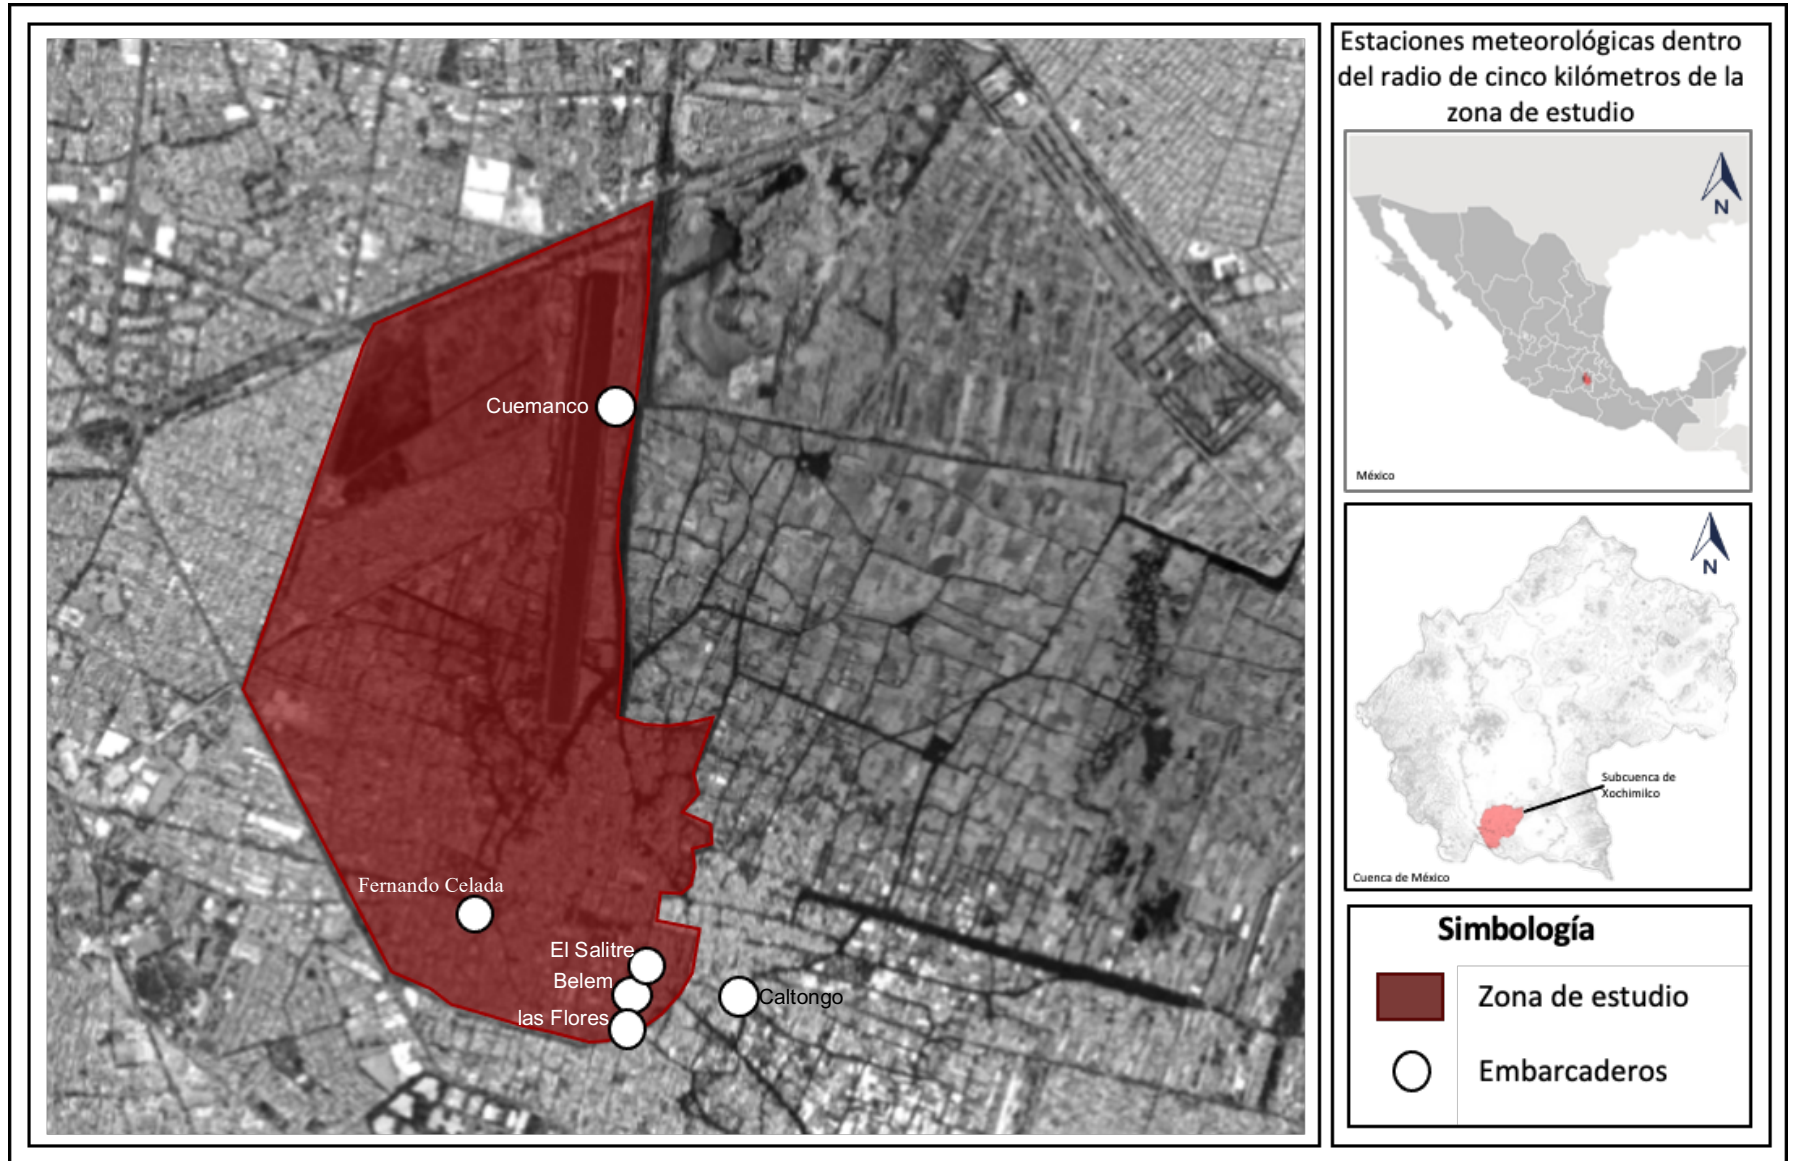 Cuemanco
Fernando Celada
El Salitre
Belem
las Flores
Caltongo
Estaciones meteorológicas dentro
del radio de cinco kilómetros de la
zona de estudio
N
México
N
Subcuenca de
Xochimilco
Cuenca de México
Simbología
Zona de estudio
Embarcaderos